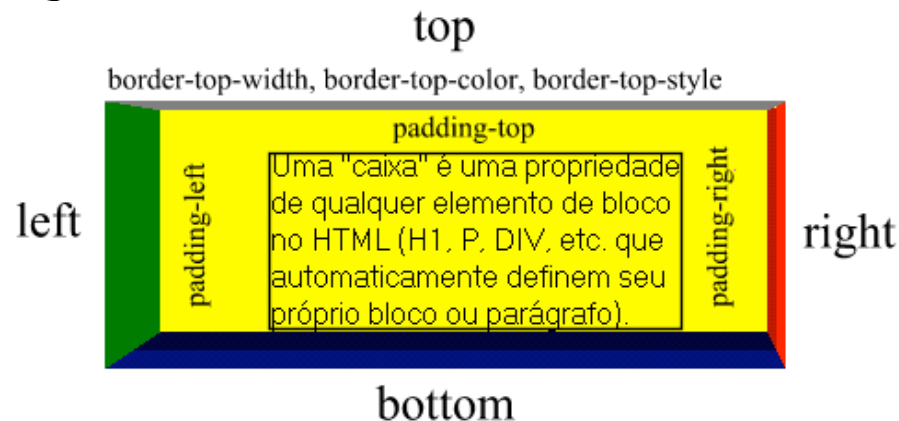 top
border-top-width, border-top-color, border-top-style
padding-top
left
padding-left
Uma "caixa" é uma propriedade
de qualquer elemento de bloco
no HTML (H1, P, DIV, etc. que
automaticamente definem seu
próprio bloco ou parágrafo).
padding-right
right
bottom